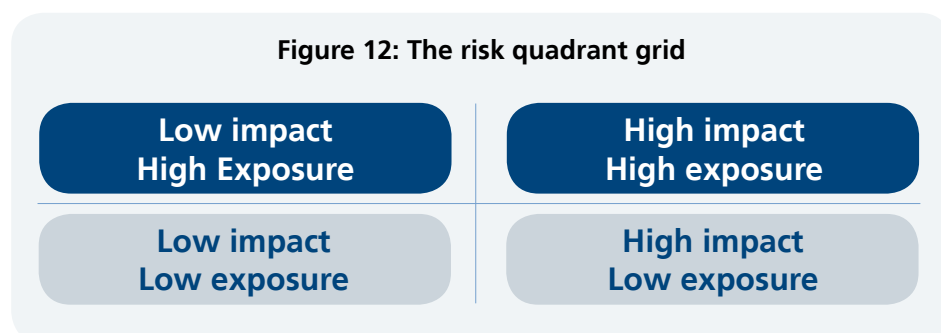 Figure 12: The risk quadrant grid
Low impact
High Exposure
High impact
High exposure
Low impact
Low exposure
High impact
Low exposure